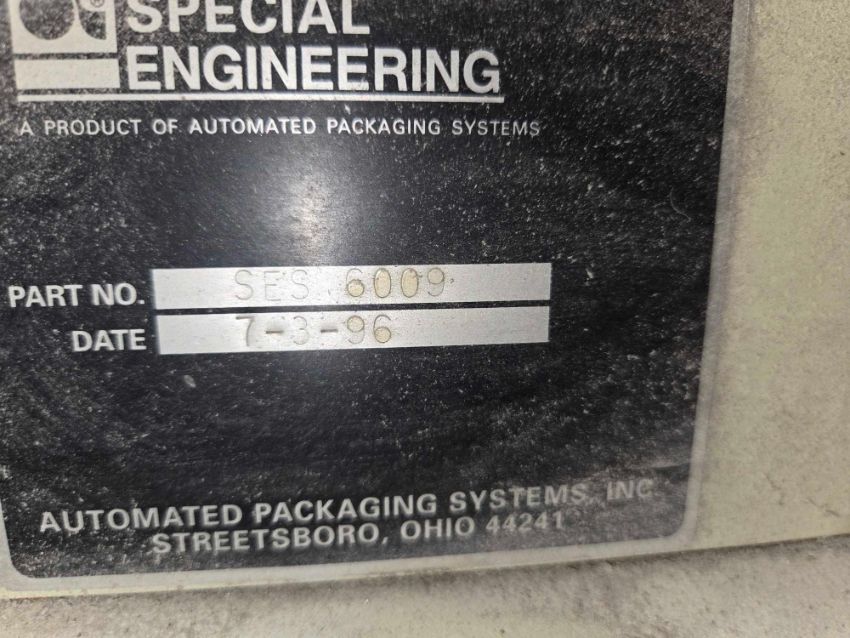 SPECIAL
ENGINEERING
A PRODUCT OF AUTOMATED PACKAGING SYSTEMS
PART NO. SES 6009
DATE 7-3-96
AUTOMATED PACKAGING SYSTEMS, INC
STREETSBORO, OHIO 44241